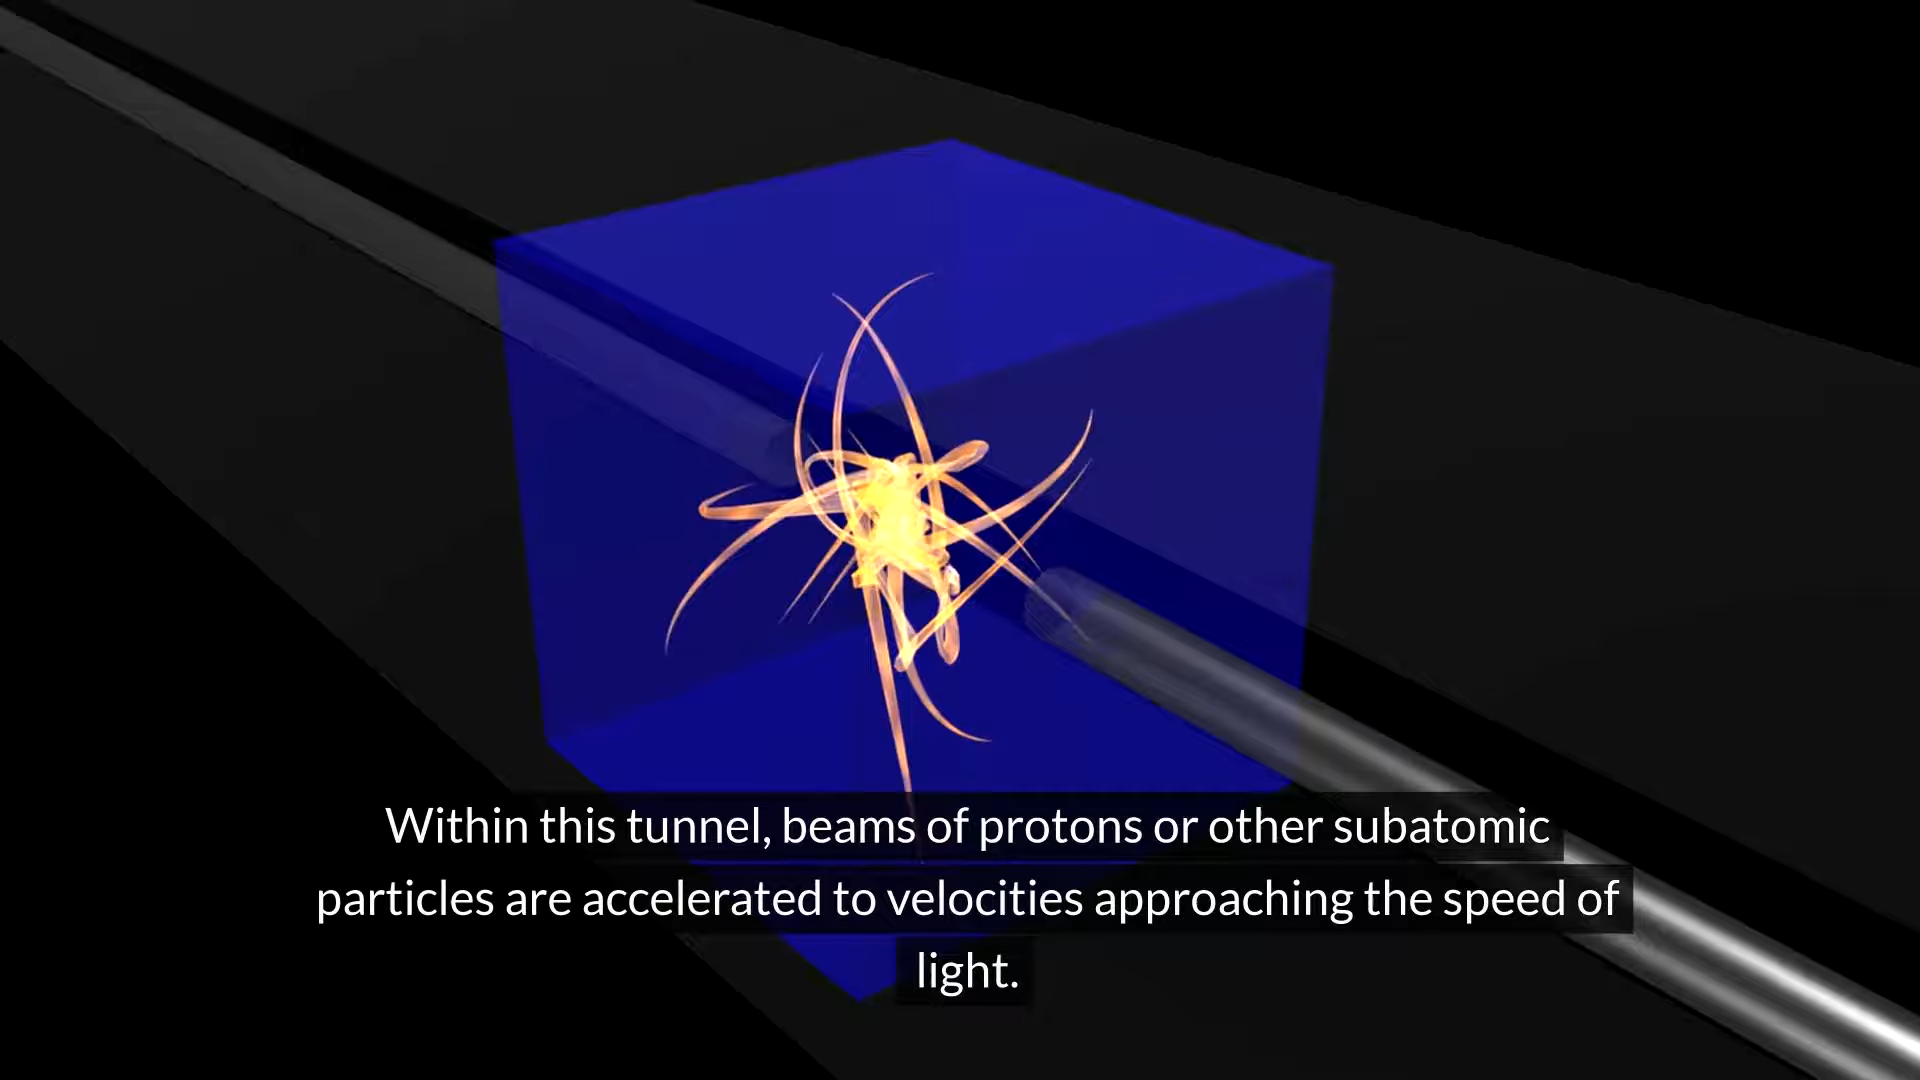 Within this tunnel, beams of protons or other subatomic
particles are accelerated to velocities approaching the speed of
light.